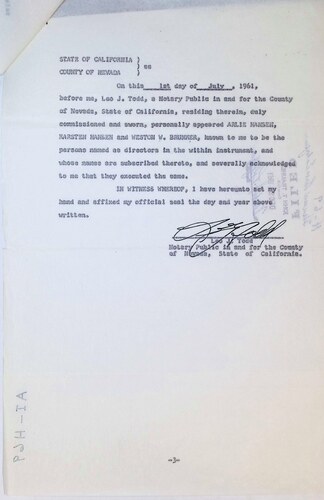 STATE OF CALIFORNIA )
) ss
COUNTY OF NEVADA )
On this 1st day of July, 1961,
before me, Leo J. Todd, a Notary Public in and for the County
of Nevada, State of California, residing therein, duly
commissioned and sworn, personally appeared ARLIE HANSEN,
KARSTEN HANSEN and WESTON W. BRUNNER, known to me to be the
persons named as directors in the within instrument, and
whose names are subscribed thereto, and severally acknowledged
to me that they executed the same.
IN WITNESS WHEREOF, I have hereunto set my
hand and affixed my official seal the day and year above
written.
Leo J. Todd
Notary Public in and for the County
of Nevada, State of California.
FILED
PJH-IA
-3-